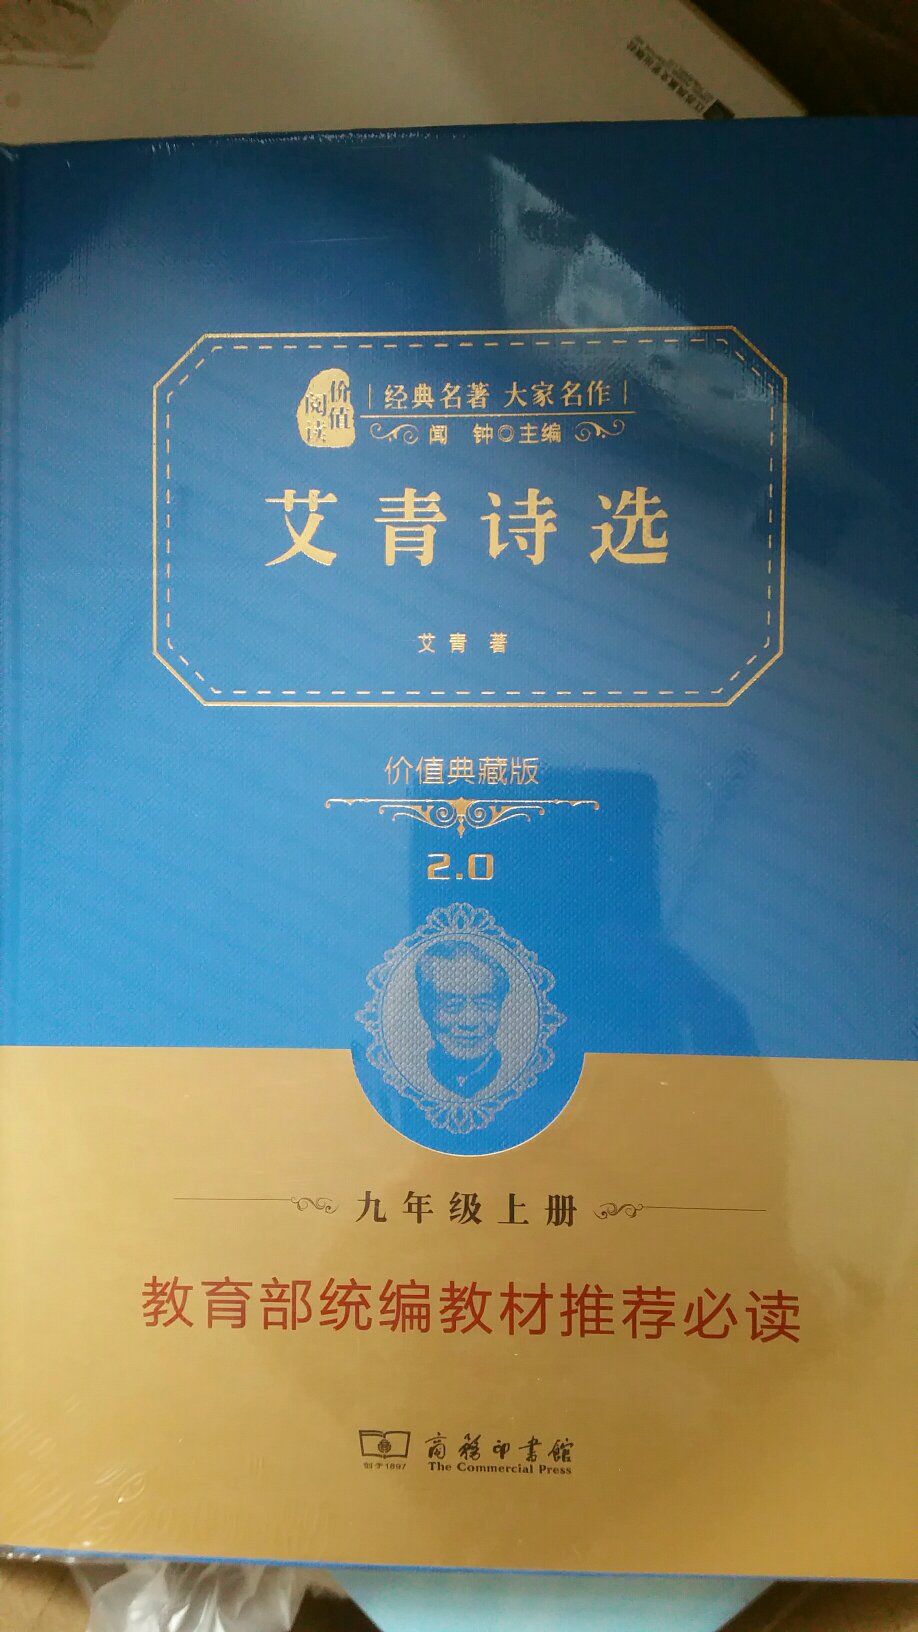 价值
阅读
经典名著 大家名作
闻 钟◎主编
艾青诗选
艾青 著
价值典藏版
2.0
九年级上册
教育部统编教材推荐必读
创于1897
商務印書館
The Commercial Press